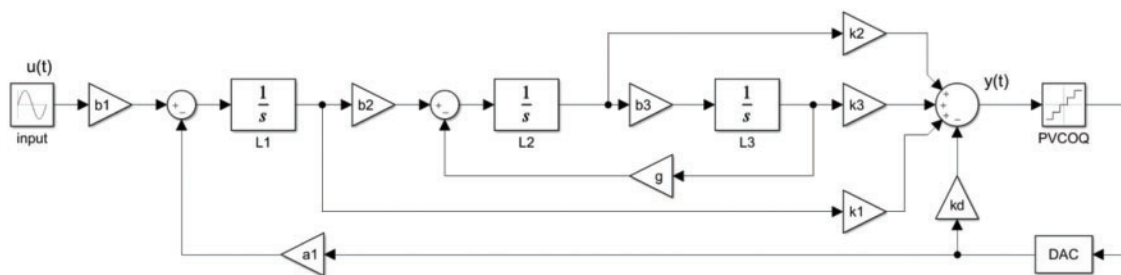 u(t)
input
b1
+
−
1
s
L1
b2
+
−
1
s
L2
b3
1
s
L3
g
k2
k3
k1
+
+
+
−
y(t)
PVCOQ
kd
a1
DAC